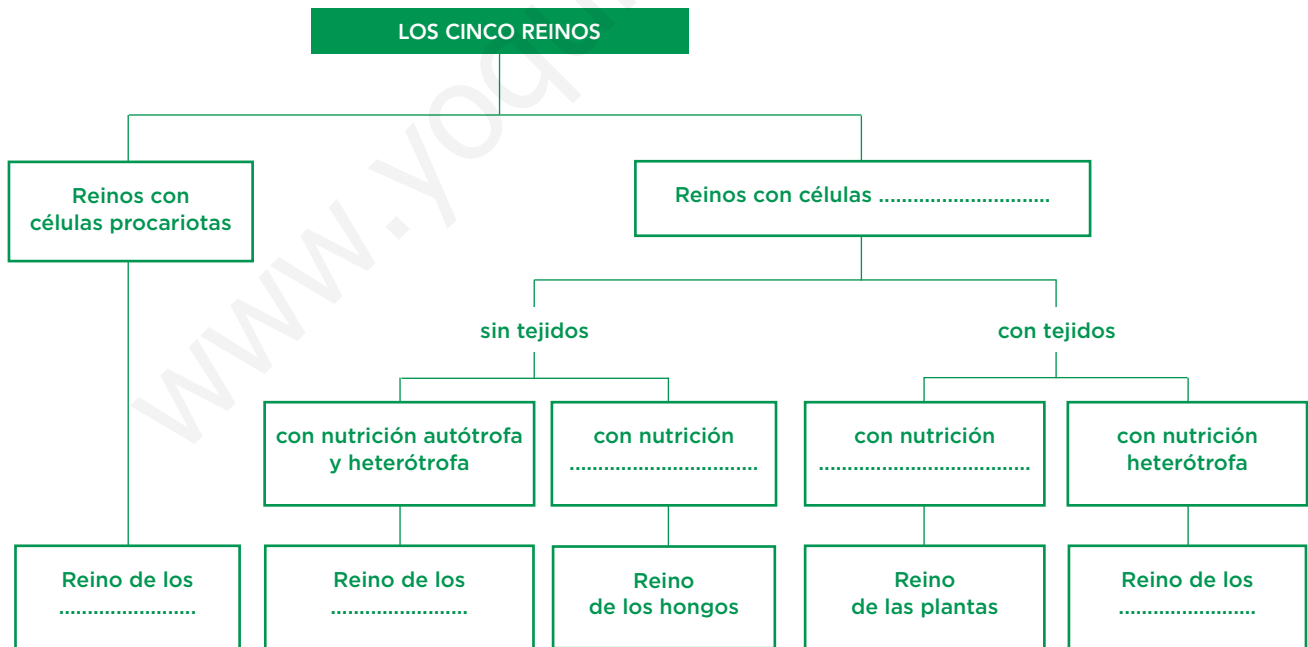 LOS CINCO REINOS
Reinos con
células procariotas
Reinos con células ..............................
sin tejidos
con tejidos
con nutrición autótrofa
y heterótrofa
con nutrición
.................................
con nutrición
.....................................
con nutrición
heterótrofa
Reino de los
........................
Reino de los
........................
Reino
de los hongos
Reino
de las plantas
Reino de los
........................
www.yoqu